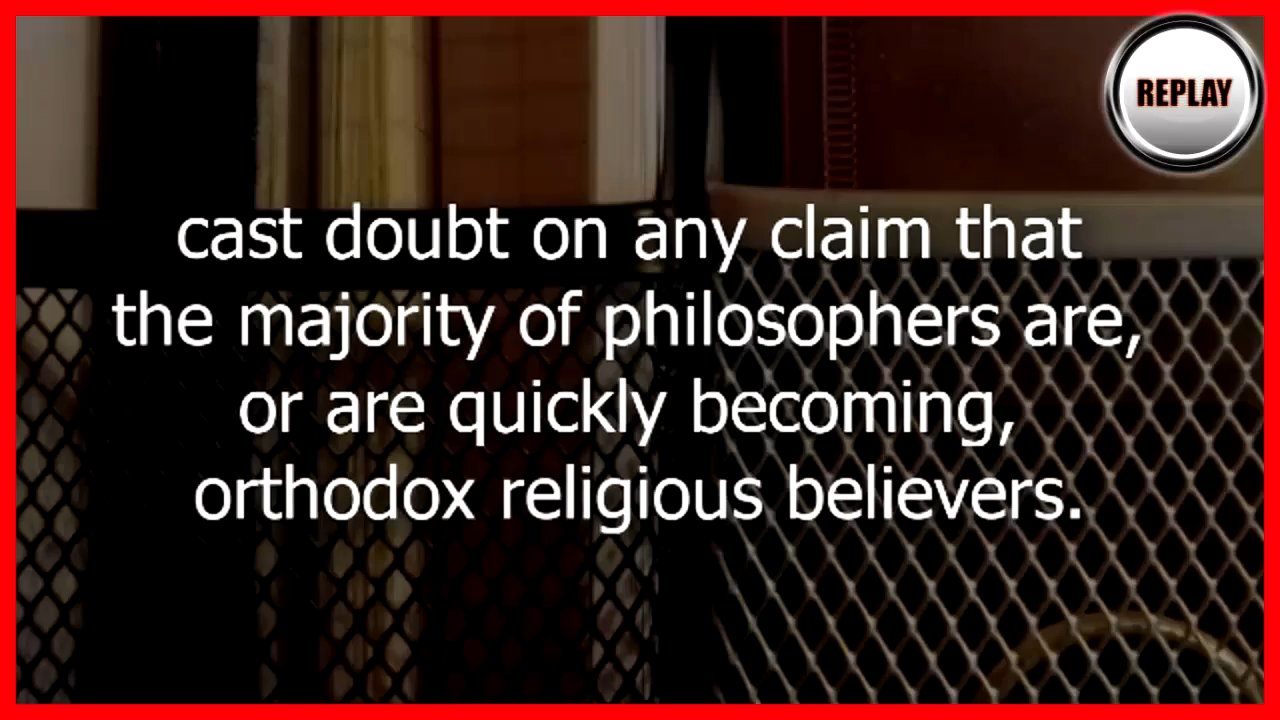 REPLAY
cast doubt on any claim that
the majority of philosophers are,
or are quickly becoming,
orthodox religious believers.